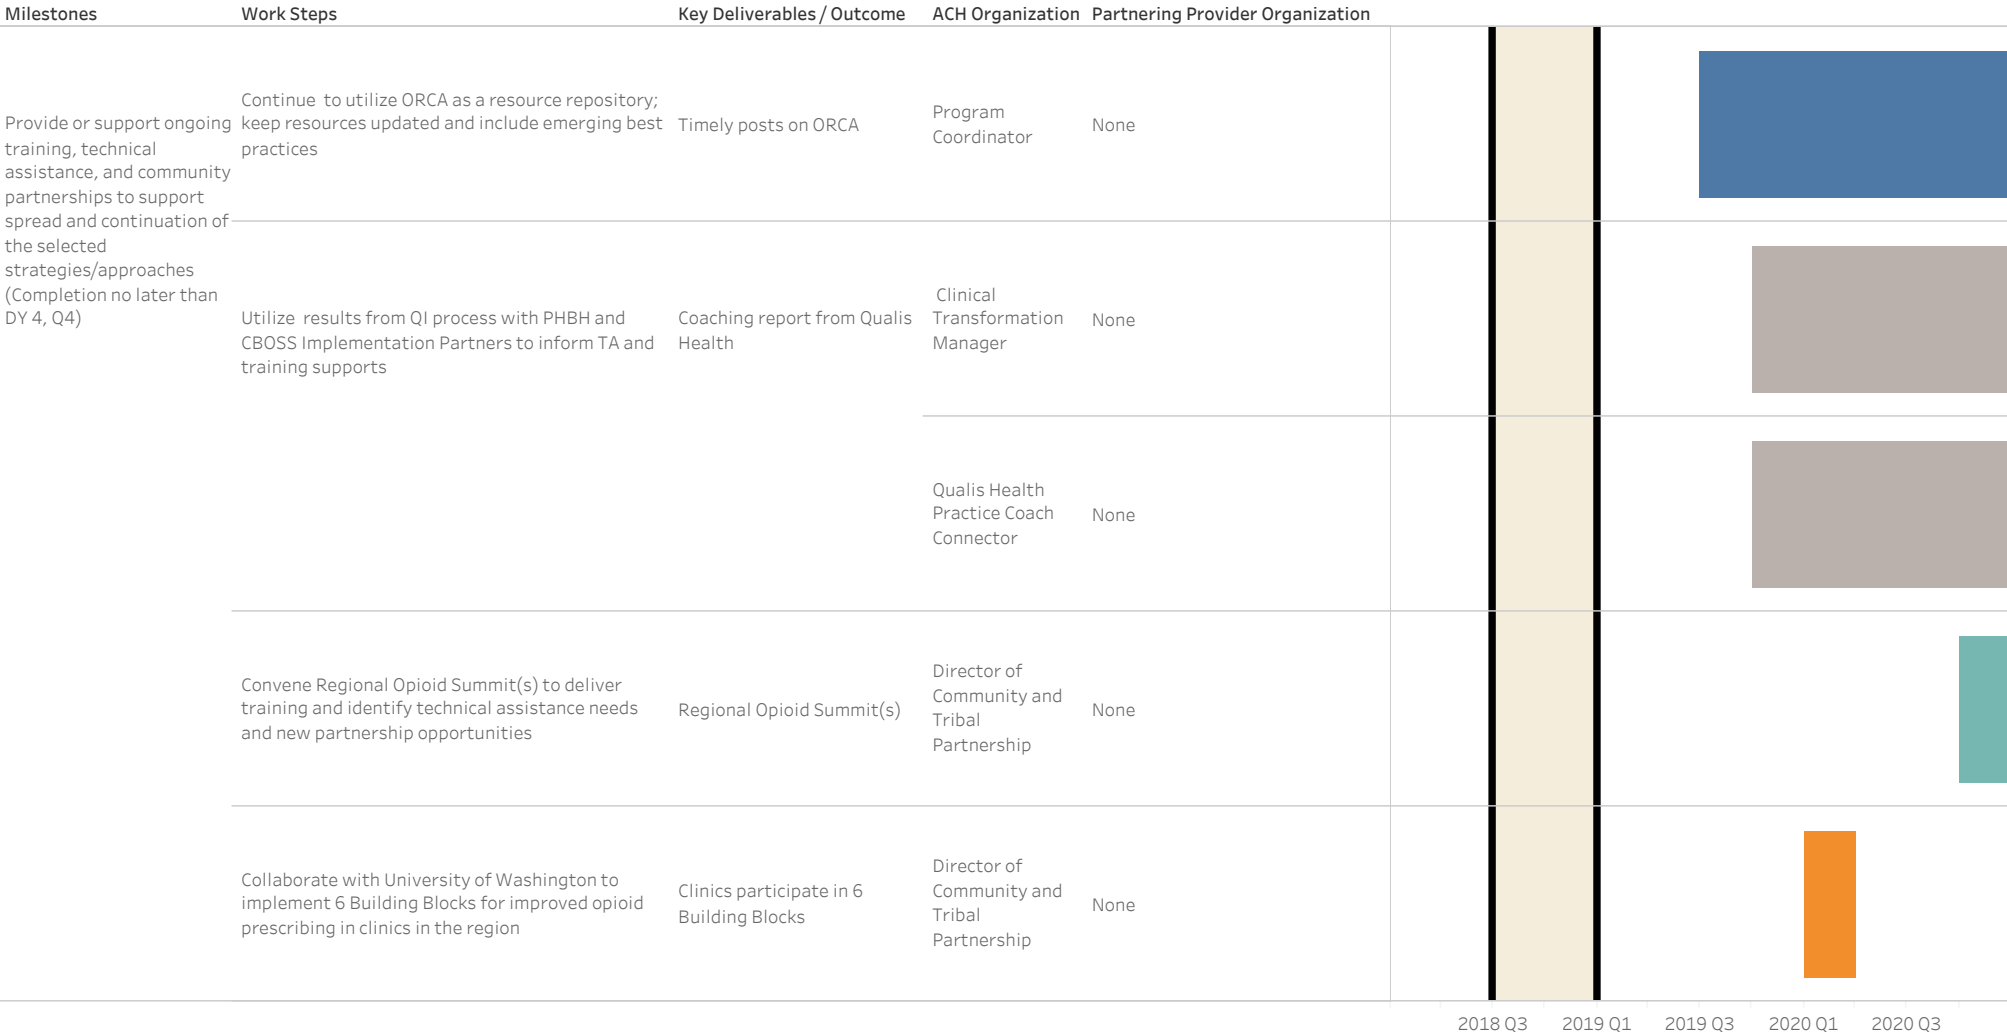 Milestones Work Steps Key Deliverables / Outcome ACH Organization Partnering Provider Organization
Provide or support ongoing
training, technical
assistance, and community
partnerships to support
spread and continuation of
the selected
strategies/approaches
(Completion no later than
DY 4, Q4)
Continue to utilize ORCA as a resource repository;
keep resources updated and include emerging best
practices
Timely posts on ORCA
Program
Coordinator
None
Utilize results from QI process with PHBH and
CBOSS Implementation Partners to inform TA and
training supports
Coaching report from Qualis
Health
Clinical
Transformation
Manager
None
Qualis Health
Practice Coach
Connector
None
Convene Regional Opioid Summit(s) to deliver
training and identify technical assistance needs
and new partnership opportunities
Regional Opioid Summit(s)
Director of
Community and
Tribal
Partnership
None
Collaborate with University of Washington to
implement 6 Building Blocks for improved opioid
prescribing in clinics in the region
Clinics participate in 6
Building Blocks
Director of
Community and
Tribal
Partnership
None
2018 Q3 2019 Q1 2019 Q3 2020 Q1 2020 Q3